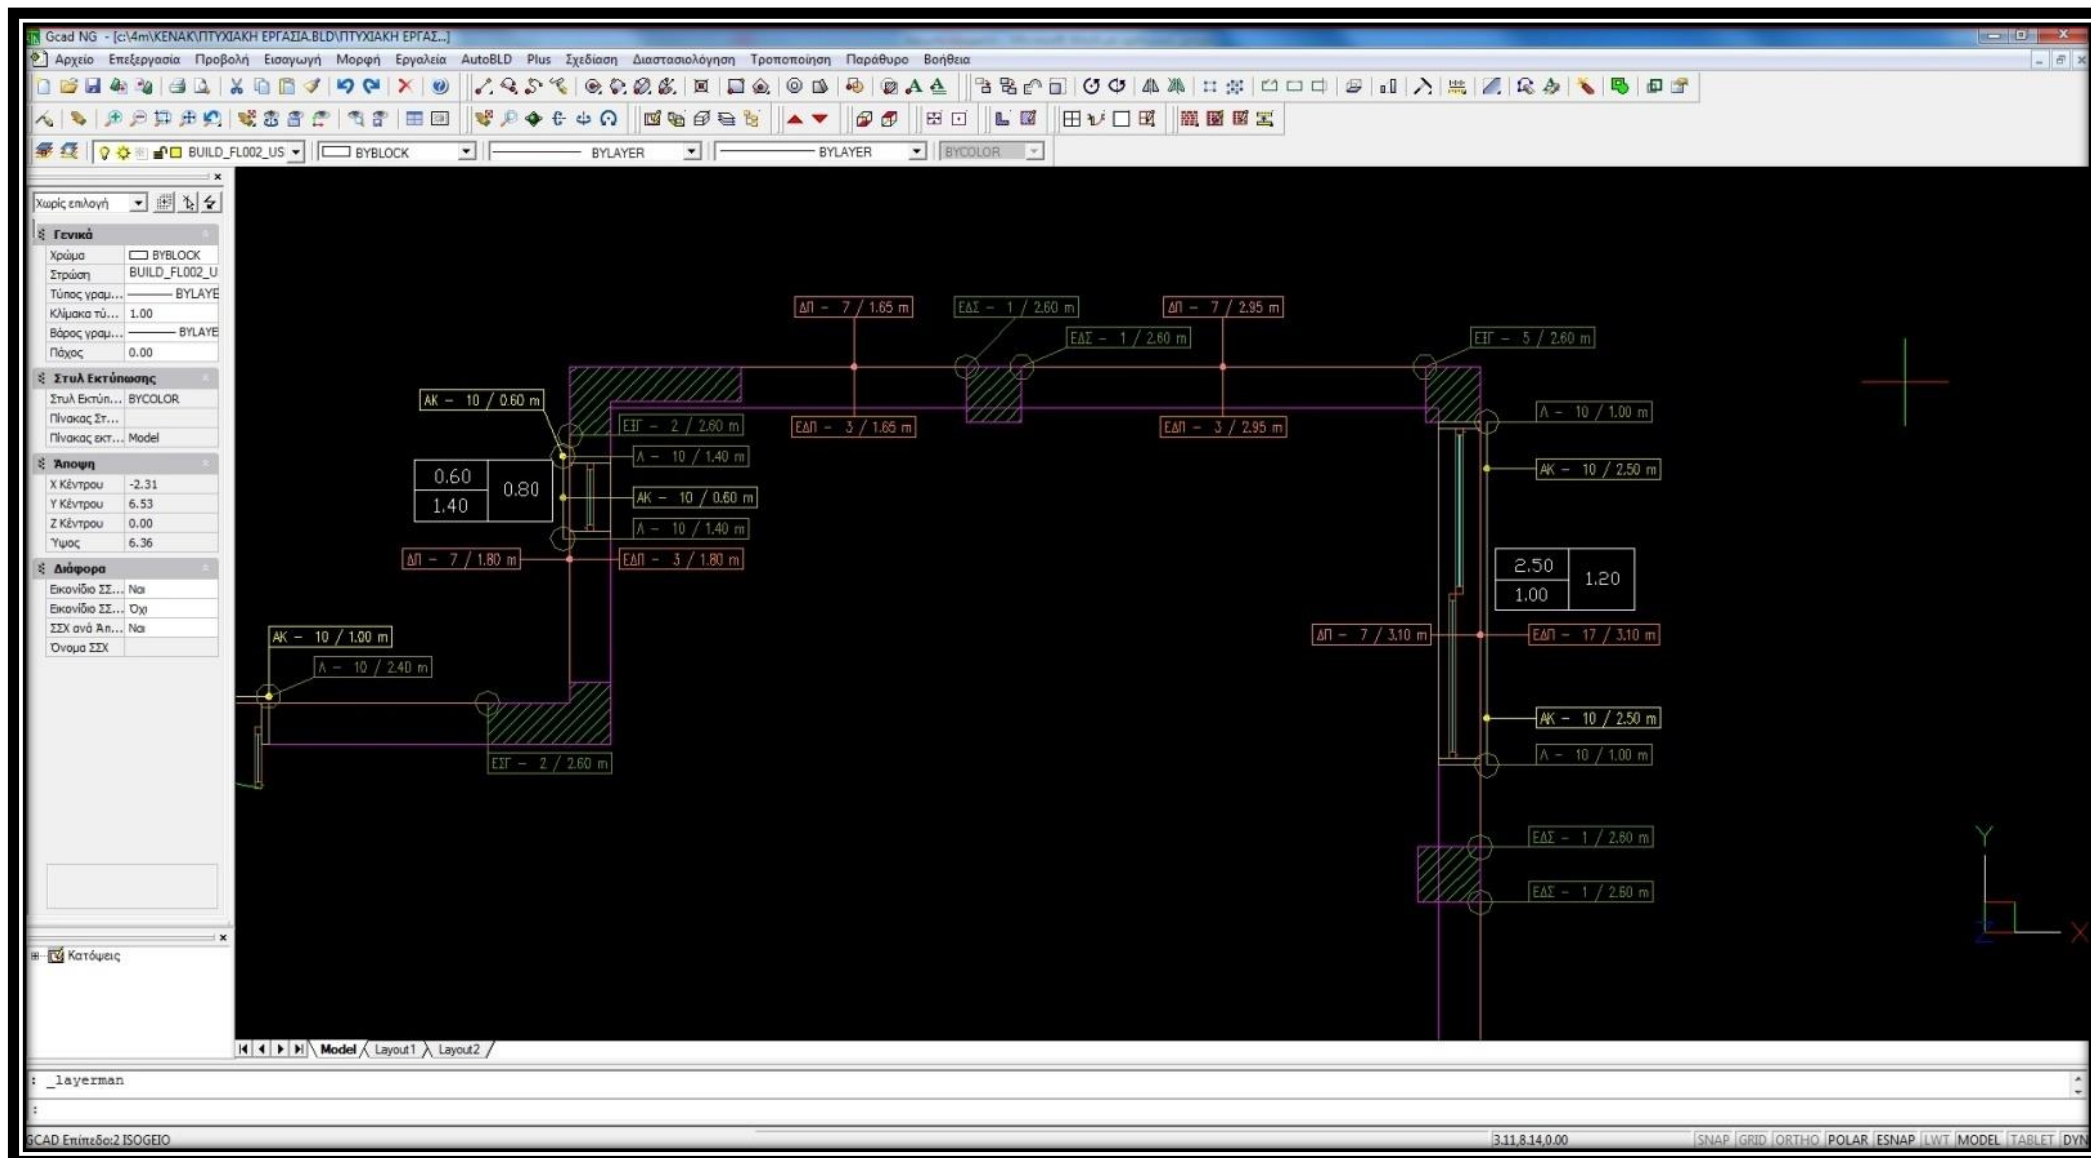 Gcad NG - [c:\4m\KENAK\ΠΤΥΧΙΑΚΗ ΕΡΓΑΣΙΑ.BLD\ΠΤΥΧΙΑΚΗ ΕΡΓΑΣ...]
Αρχείο Επεξεργασία Προβολή Εισαγωγή Μορφή Εργαλεία AutoBLD Plus Σχεδίαση Διαστασιολόγηση Τροποποίηση Παράθυρο Βοήθεια
BUILD_FL002_US BYBLOCK BYLAYER BYLAYER BYCOLOR
Χωρίς επιλογή
Γενικά
Χρώμα BYBLOCK
Στρώση BUILD_FL002_U
Τύπος γραμ... BYLAYE
Κλίμακα τύ... 1.00
Βάρος γραμ... BYLAYE
Πάχος 0.00
Στυλ Εκτύπωσης
Στυλ Εκτύπ... BYCOLOR
Πίνακας Στ...
Πίνακας εκτ... Model
Άποψη
X Κέντρου -2.31
Y Κέντρου 6.53
Z Κέντρου 0.00
Ύψος 6.36
Διάφορα
Εικονίδιο ΣΣ... Ναι
Εικονίδιο ΣΣ... Όχι
ΣΣΧ ανά Απ... Ναι
Όνομα ΣΣΧ
Κατόψεις
ΔΠ - 7 / 1.65 m
ΕΔΣ - 1 / 2.60 m
ΔΠ - 7 / 2.95 m
ΕΔΣ - 1 / 2.60 m
ΕΞΓ - 5 / 2.60 m
ΑΚ - 10 / 0.60 m
ΕΞΓ - 2 / 2.60 m
ΕΔΠ - 3 / 1.65 m
ΕΔΠ - 3 / 2.95 m
Λ - 10 / 1.00 m
Λ - 10 / 1.40 m
ΑΚ - 10 / 2.50 m
0.60
1.40
0.80
ΑΚ - 10 / 0.60 m
Λ - 10 / 1.40 m
ΔΠ - 7 / 1.80 m
ΕΔΠ - 3 / 1.80 m
2.50
1.00
1.20
ΑΚ - 10 / 1.00 m
Λ - 10 / 2.40 m
ΔΠ - 7 / 3.10 m
ΕΔΠ - 17 / 3.10 m
ΑΚ - 10 / 2.50 m
Λ - 10 / 1.00 m
ΕΣΓ - 2 / 2.60 m
ΕΔΣ - 1 / 2.60 m
ΕΔΣ - 1 / 2.60 m
Y
Z X
Model Layout1 Layout2
: _layerman
:
GCAD Επίπεδο:2 ISOGEIO 3.11,8.14,0.00 SNAP GRID ORTHO POLAR ESNAP LWT MODEL TABLET DYN